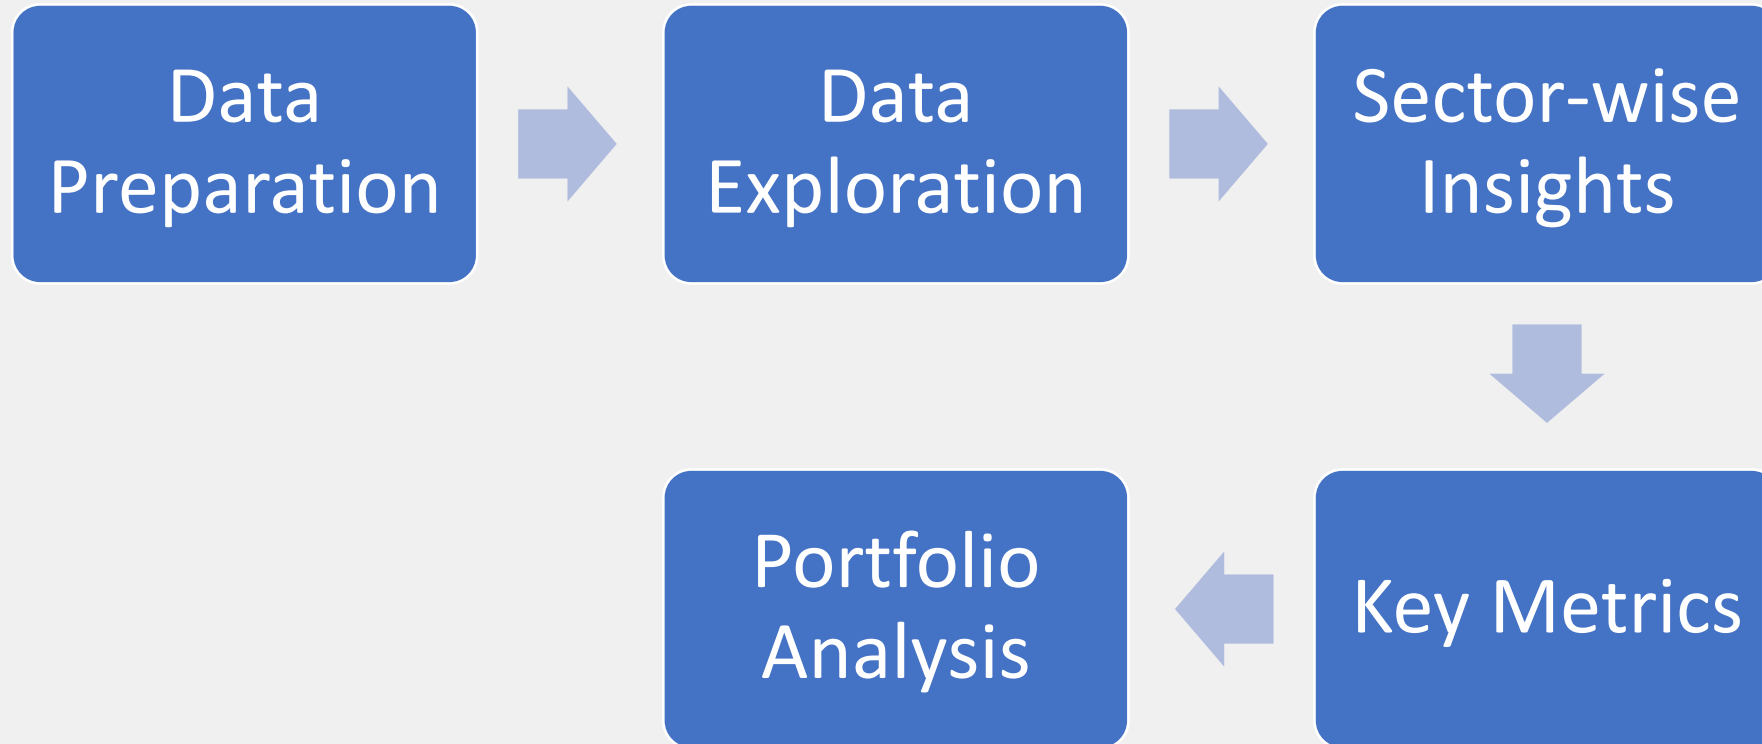 Data
Preparation
Data
Exploration
Sector-wise
Insights
Key Metrics
Portfolio
Analysis